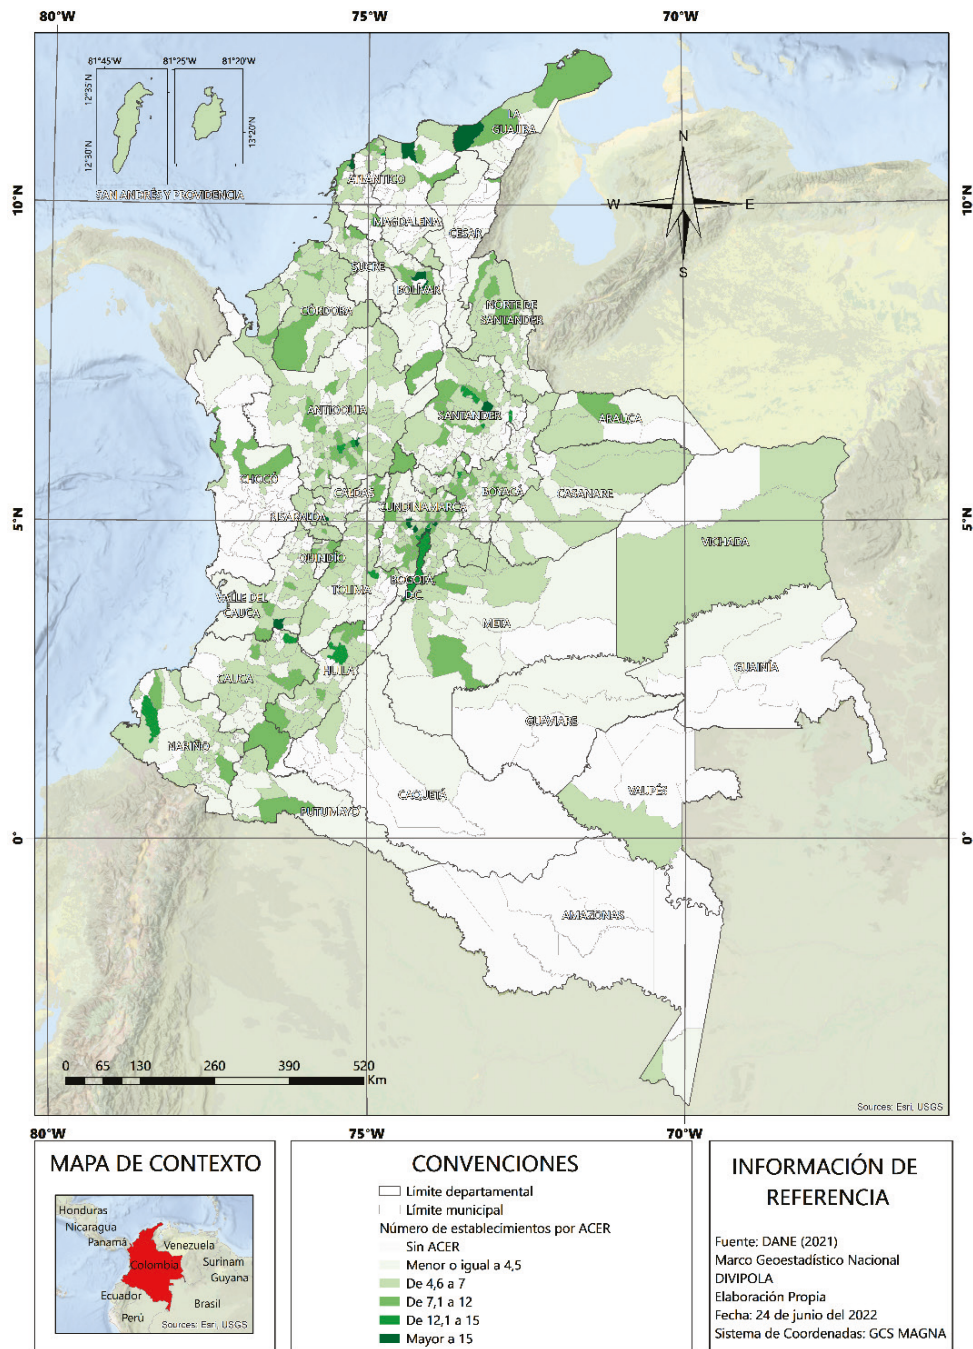 80°W 75°W 70°W
81°45'W 81°25'W 81°20'W
12°35'N
12°30'N
13°20'N
SAN ANDRÉS Y PROVIDENCIA
10°N 10°N
5°N 5°N
0° 0°
N
W E
S
LA
GUAJIRA
ATLÁNTICO
MAGDALENA
CESAR
SUCRE
BOLÍVAR
CÓRDOBA
NORTE DE
SANTANDER
ANTIOQUIA
SANTANDER
ARAUCA
CHOCÓ
CALDAS
BOYACÁ
CASANARE
CUNDINAMARCA
RISARALDA
VICHADA
QUINDIO
TOLIMA
BOGOTÁ
D.C.
VALLE DEL
CAUCA
META
HUILA
GUAINÍA
CAUCA
GUAVIARE
NARIÑO
CAQUETÁ
VAUPÉS
PUTUMAYO
AMAZONAS
0 65 130 260 390 520
Km
Sources: Esri, USGS
80°W 75°W 70°W
MAPA DE CONTEXTO
Honduras
Nicaragua
Panamá
Venezuela
Colombia
Surinam
Guyana
Ecuador
Brasil
Perú
Sources: Esri, USGS
CONVENCIONES
Límite departamental
Límite municipal
Número de establecimientos por ACER
Sin ACER
Menor o igual a 4,5
De 4,6 a 7
De 7,1 a 12
De 12,1 a 15
Mayor a 15
INFORMACIÓN DE
REFERENCIA
Fuente: DANE (2021)
Marco Geoestadístico Nacional
DIVIPOLA
Elaboración Propia
Fecha: 24 de junio del 2022
Sistema de Coordenadas: GCS MAGNA